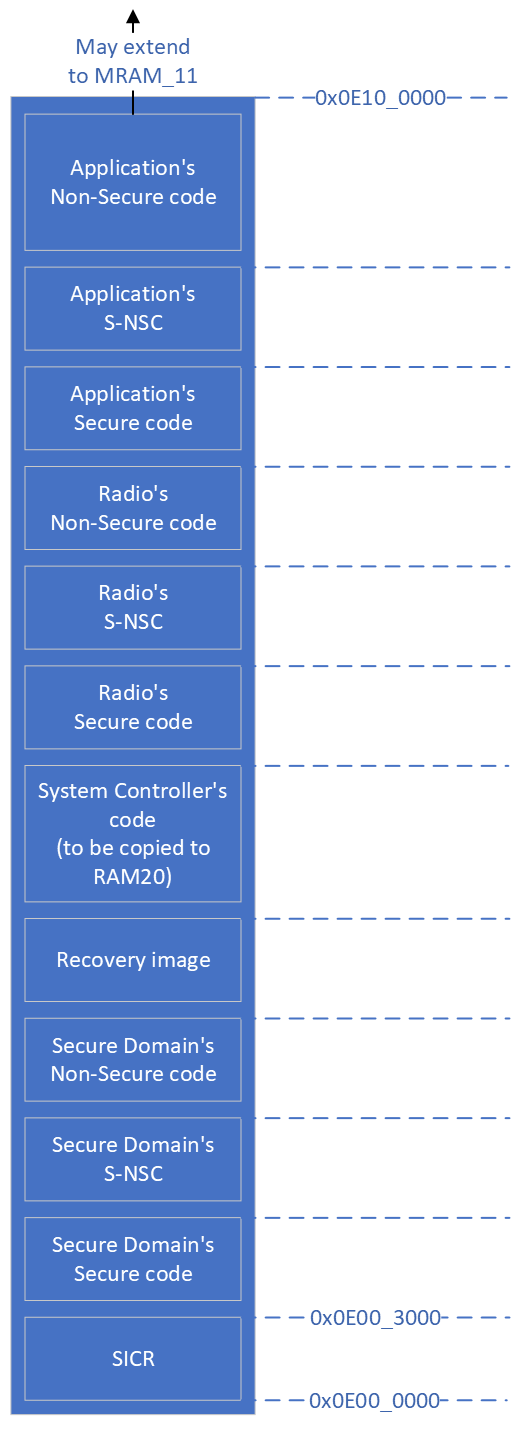 May extend
to MRAM_11
0x0E10_0000
Application's
Non-Secure code
Application's
S-NSC
Application's
Secure code
Radio's
Non-Secure code
Radio's
S-NSC
Radio's
Secure code
System Controller's
code
(to be copied to
RAM20)
Recovery image
Secure Domain's
Non-Secure code
Secure Domain's
S-NSC
Secure Domain's
Secure code
0x0E00_3000
SICR
0x0E00_0000